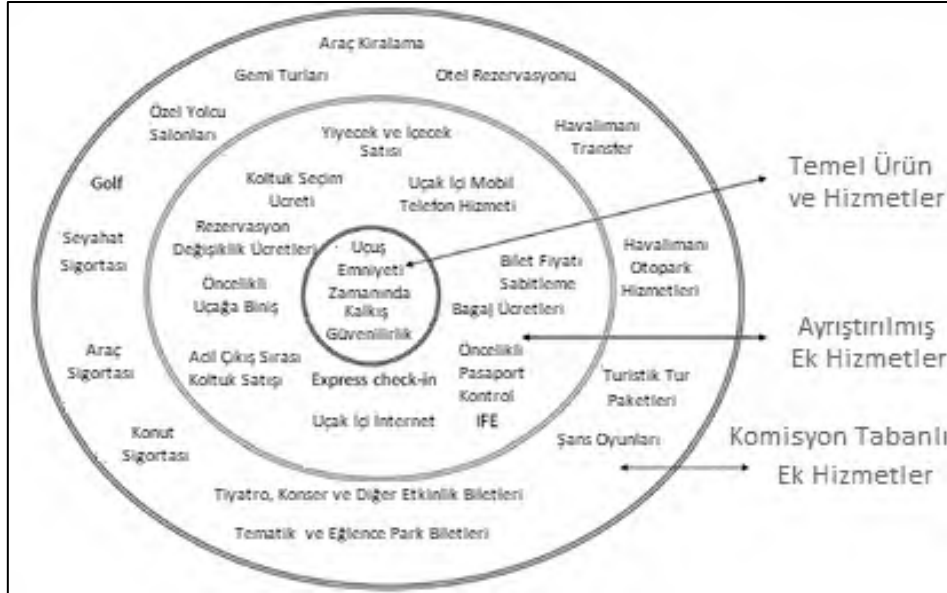 Araç Kiralama
Gemi Turları
Otel Rezervasyonu
Özel Yolcu
Salonları
Havalimanı
Transfer
Golf
Seyahat
Sigortası
Araç
Sigortası
Konut
Sigortası
Havalimanı
Otopark
Hizmetleri
Turistik Tur
Paketleri
Şans Oyunları
Tiyatro, Konser ve Diğer Etkinlik Biletleri
Tematik ve Eğlence Park Biletleri
Yiyecek ve İçecek
Satısı
Koltuk Seçim
Ücreti
Uçak İçi Mobil
Telefon Hizmeti
Rezervasyon
Değişiklik Ücretleri
Öncelikli
Uçağa Biniş
Acil Çıkış Sırası
Koltuk Satışı
Express check-in
Uçak İçi İnternet
Bilet Fiyatı
Sabitleme
Bagaj Ücretleri
Öncelikli
Pasaport
Kontrol
IFE
Uçuş
Emniyeti
Zamanında
Kalkış
Güvenilirlik
Temel Ürün
ve Hizmetler
Ayrıştırılmış
Ek Hizmetler
Komisyon Tabanlı
Ek Hizmetler